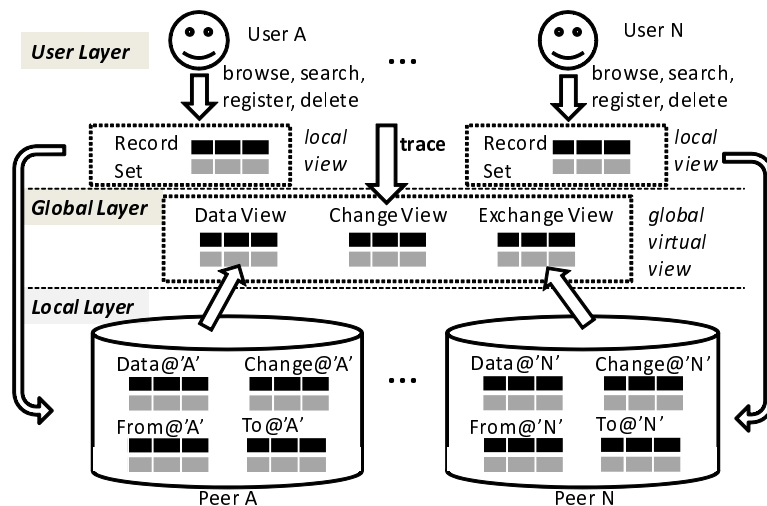 User Layer
User A
...
User N
browse, search,
register, delete
browse, search,
register, delete
Record
Set
local
view
trace
Record
Set
local
view
Global Layer
Data View
Change View
Exchange View
global
virtual
view
Local Layer
Data@'A'
Change@'A'
From@'A'
To@'A'
...
Data@'N'
Change@'N'
From@'N'
To@'N'
Peer A
Peer N